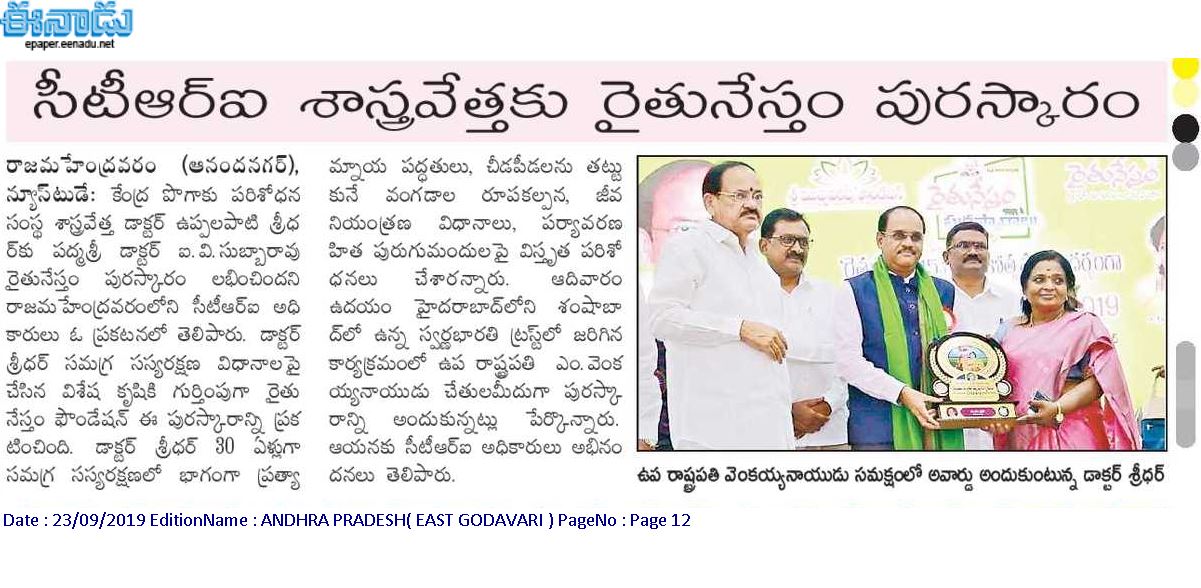 ఈనాడు
epaper.eenadu.net
సీటీఆర్ఐ శాస్త్రవేత్తకు రైతునేస్తం పురస్కారం
రాజమహేంద్రవరం (ఆనందనగర్),
న్యూస్‌టుడే: కేంద్ర పొగాకు పరిశోధన
సంస్థ శాస్త్రవేత్త డాక్టర్ ఉప్పలపాటి శ్రీధ
ర్‌కు పద్మశ్రీ డాక్టర్ ఐ.వి.సుబ్బారావు
రైతునేస్తం పురస్కారం లభించిందని
రాజమహేంద్రవరంలోని సీటీఆర్ఐ అధి
కారులు ఓ ప్రకటనలో తెలిపారు. డాక్టర్
శ్రీధర్ సమగ్ర సస్యరక్షణ విధానాలపై
చేసిన విశేష కృషికి గుర్తింపుగా రైతు
నేస్తం ఫౌండేషన్ ఈ పురస్కారాన్ని ప్రక
టించింది. డాక్టర్ శ్రీధర్ 30 ఏళ్లుగా
సమగ్ర సస్యరక్షణలో భాగంగా ప్రత్యా
మ్నాయ పద్ధతులు, చీడపీడలను తట్టు
కునే వంగడాల రూపకల్పన, జీవ
నియంత్రణ విధానాలు, పర్యావరణ
హిత పురుగుమందులపై విస్తృత పరిశో
ధనలు చేశారన్నారు. ఆదివారం
ఉదయం హైదరాబాద్‌లోని శంషాబా
ద్‌లో ఉన్న స్వర్ణభారతి ట్రస్ట్‌లో జరిగిన
కార్యక్రమంలో ఉప రాష్ట్రపతి ఎం.వెంక
య్యనాయుడు చేతులమీదుగా పురస్కా
రాన్ని అందుకున్నట్లు పేర్కొన్నారు.
ఆయనకు సీటీఆర్ఐ అధికారులు అభినం
దనలు తెలిపారు.
రైతునేస్తం
పురస్కారాలు
రైతునేస్తం
2019
ఉప రాష్ట్రపతి వెంకయ్యనాయుడు సమక్షంలో అవార్డు అందుకుంటున్న డాక్టర్ శ్రీధర్
Date : 23/09/2019 EditionName : ANDHRA PRADESH( EAST GODAVARI ) PageNo : Page 12